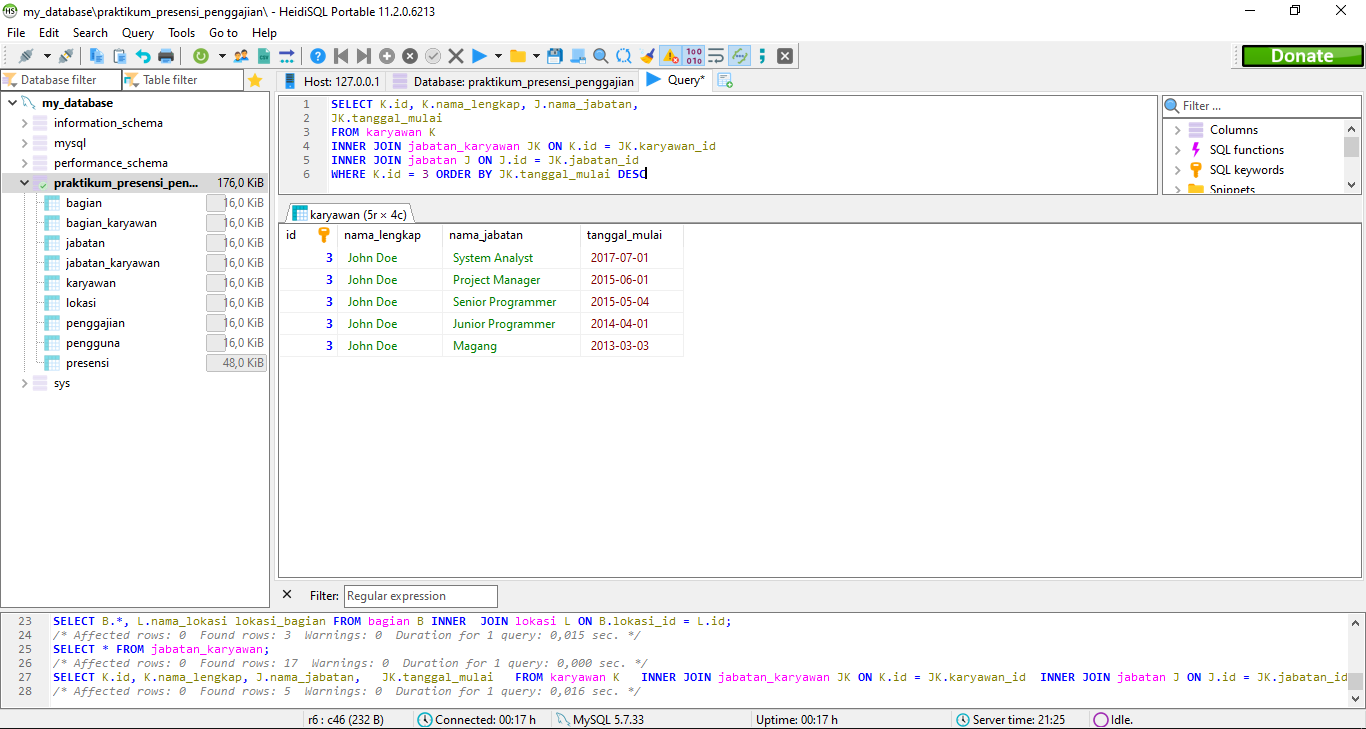 my_database\praktikum_presensi_penggajian\ - HeidiSQL Portable 11.2.0.6213
File Edit Search Query Tools Go to Help
Donate
Database filter Table filter Host: 127.0.0.1 Database: praktikum_presensi_penggajian Query*
my_database
information_schema
mysql
performance_schema
praktikum_presensi_pen... 176,0 KiB
bagian 16,0 KiB
bagian_karyawan 16,0 KiB
jabatan 16,0 KiB
jabatan_karyawan 16,0 KiB
karyawan 16,0 KiB
lokasi 16,0 KiB
penggajian 16,0 KiB
pengguna 16,0 KiB
presensi 48,0 KiB
sys
1 SELECT K.id, K.nama_lengkap, J.nama_jabatan,
2 JK.tanggal_mulai
3 FROM karyawan K
4 INNER JOIN jabatan_karyawan JK ON K.id = JK.karyawan_id
5 INNER JOIN jabatan J ON J.id = JK.jabatan_id
6 WHERE K.id = 3 ORDER BY JK.tanggal_mulai DESC
Filter ...
Columns
SQL functions
SQL keywords
Snippets
karyawan (5r × 4c)
id nama_lengkap nama_jabatan tanggal_mulai
3 John Doe System Analyst 2017-07-01
3 John Doe Project Manager 2015-06-01
3 John Doe Senior Programmer 2015-05-04
3 John Doe Junior Programmer 2014-04-01
3 John Doe Magang 2013-03-03
Filter: Regular expression
23 SELECT B.*, L.nama_lokasi lokasi_bagian FROM bagian B INNER  JOIN lokasi L ON B.lokasi_id = L.id;
24 /* Affected rows: 0  Found rows: 3  Warnings: 0  Duration for 1 query: 0,015 sec. */
25 SELECT * FROM jabatan_karyawan;
26 /* Affected rows: 0  Found rows: 17  Warnings: 0  Duration for 1 query: 0,000 sec. */
27 SELECT K.id, K.nama_lengkap, J.nama_jabatan,   JK.tanggal_mulai   FROM karyawan K   INNER JOIN jabatan_karyawan JK ON K.id = JK.karyawan_id  INNER JOIN jabatan J ON J.id = JK.jabatan_id
28 /* Affected rows: 0  Found rows: 5  Warnings: 0  Duration for 1 query: 0,016 sec. */
r6 : c46 (232 B) Connected: 00:17 h MySQL 5.7.33 Uptime: 00:17 h Server time: 21:25 Idle.